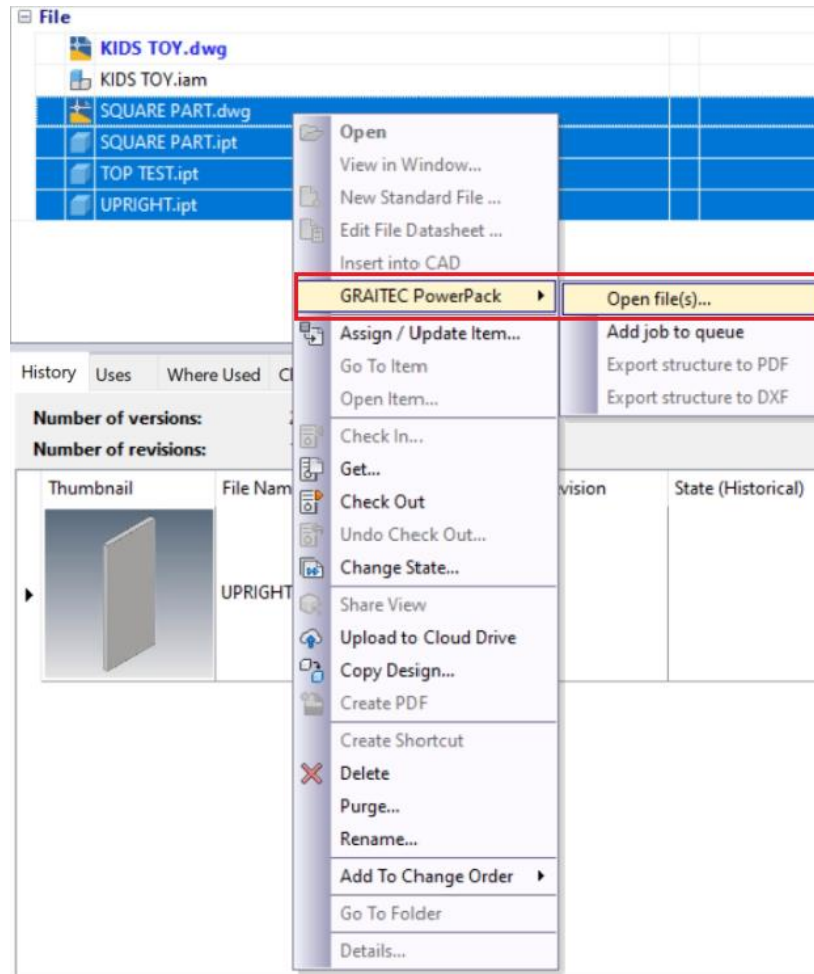 File
KIDS TOY.dwg
KIDS TOY.iam
SQUARE PART.dwg
SQUARE PART.ipt
TOP TEST.ipt
UPRIGHT.ipt
Open
View in Window...
New Standard File ...
Edit File Datasheet ...
Insert into CAD
GRAITEC PowerPack
Open file(s)...
Add job to queue
Export structure to PDF
Export structure to DXF
Assign / Update Item...
Go To Item
Open Item...
Check In...
Get...
Check Out
Undo Check Out...
Change State...
Share View
Upload to Cloud Drive
Copy Design...
Create PDF
Create Shortcut
Delete
Purge...
Rename...
Add To Change Order
Go To Folder
Details...
History Uses Where Used
Number of versions:
Number of revisions:
Thumbnail File Nam vision State (Historical)
UPRIGHT